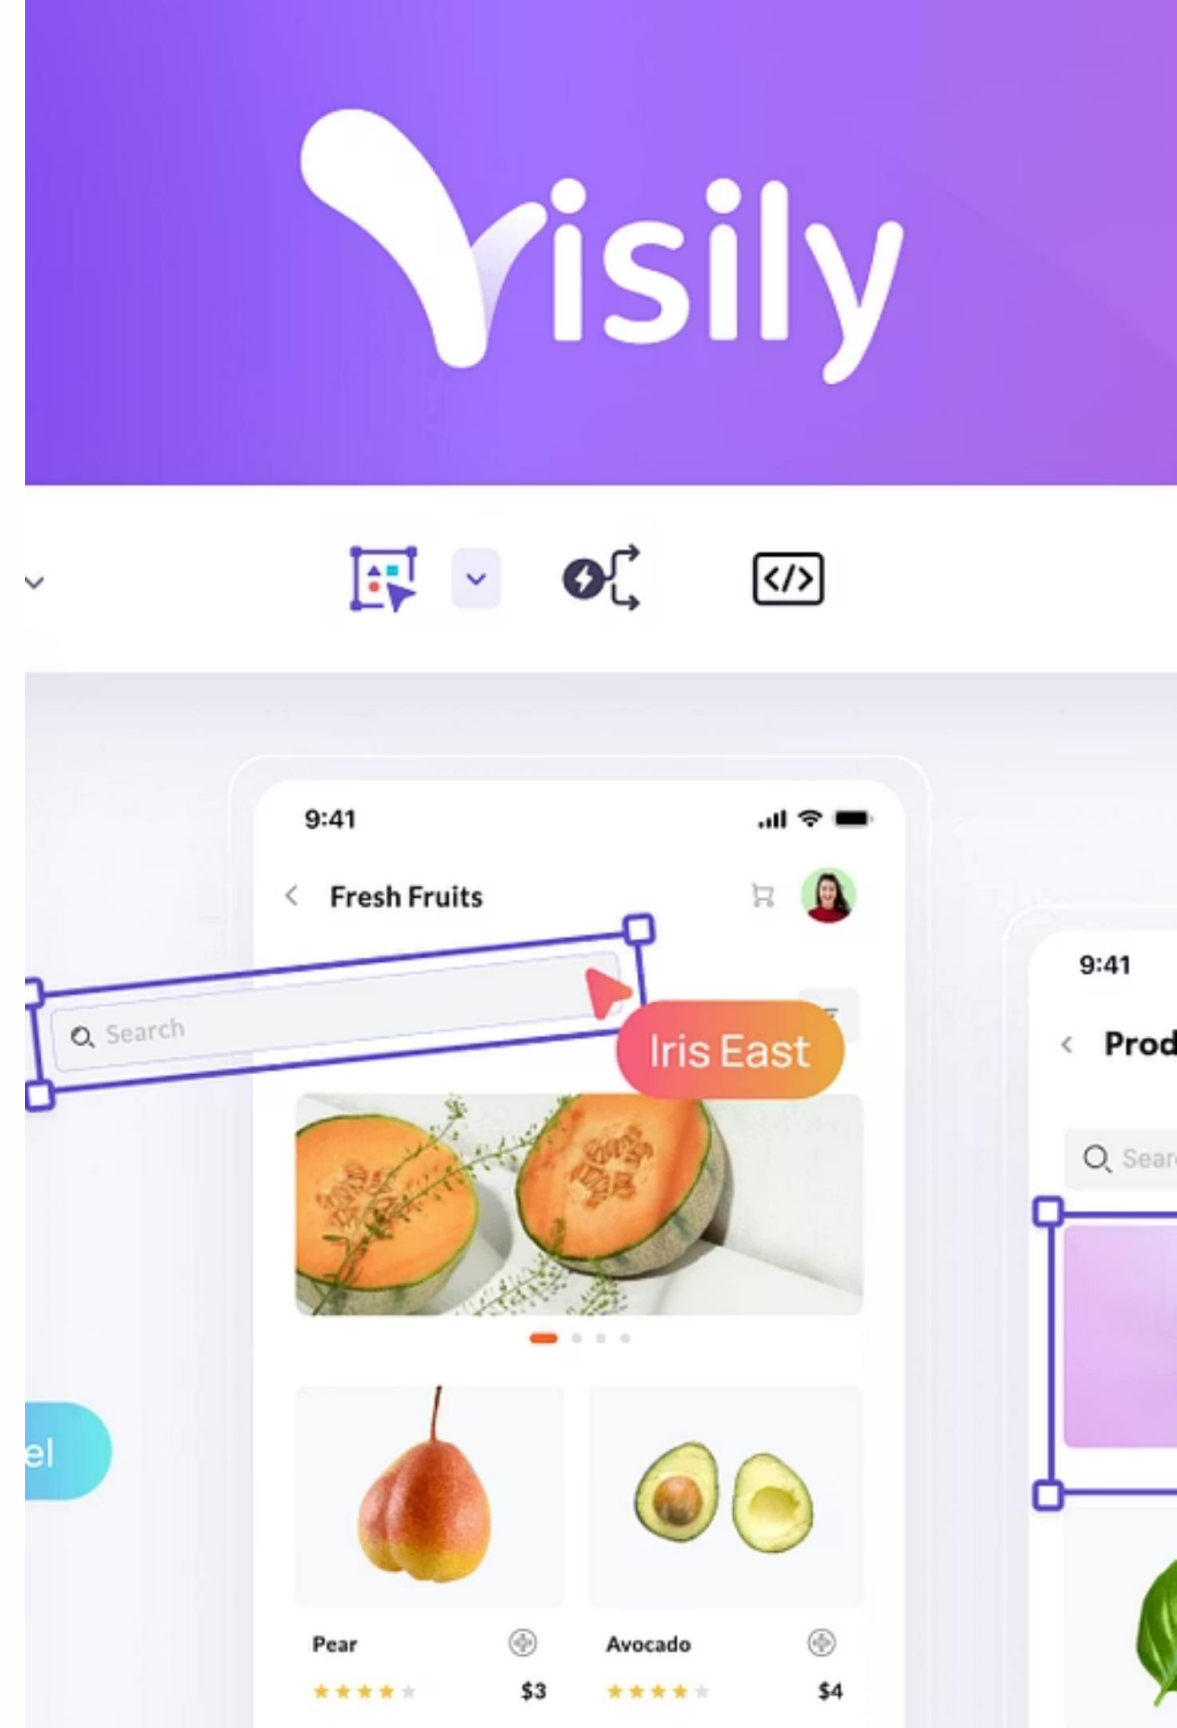 Visily
</>
9:41
Fresh Fruits
Search
Iris East
9:41
Prod
Sear
el
Pear
Avocado
$3
$4